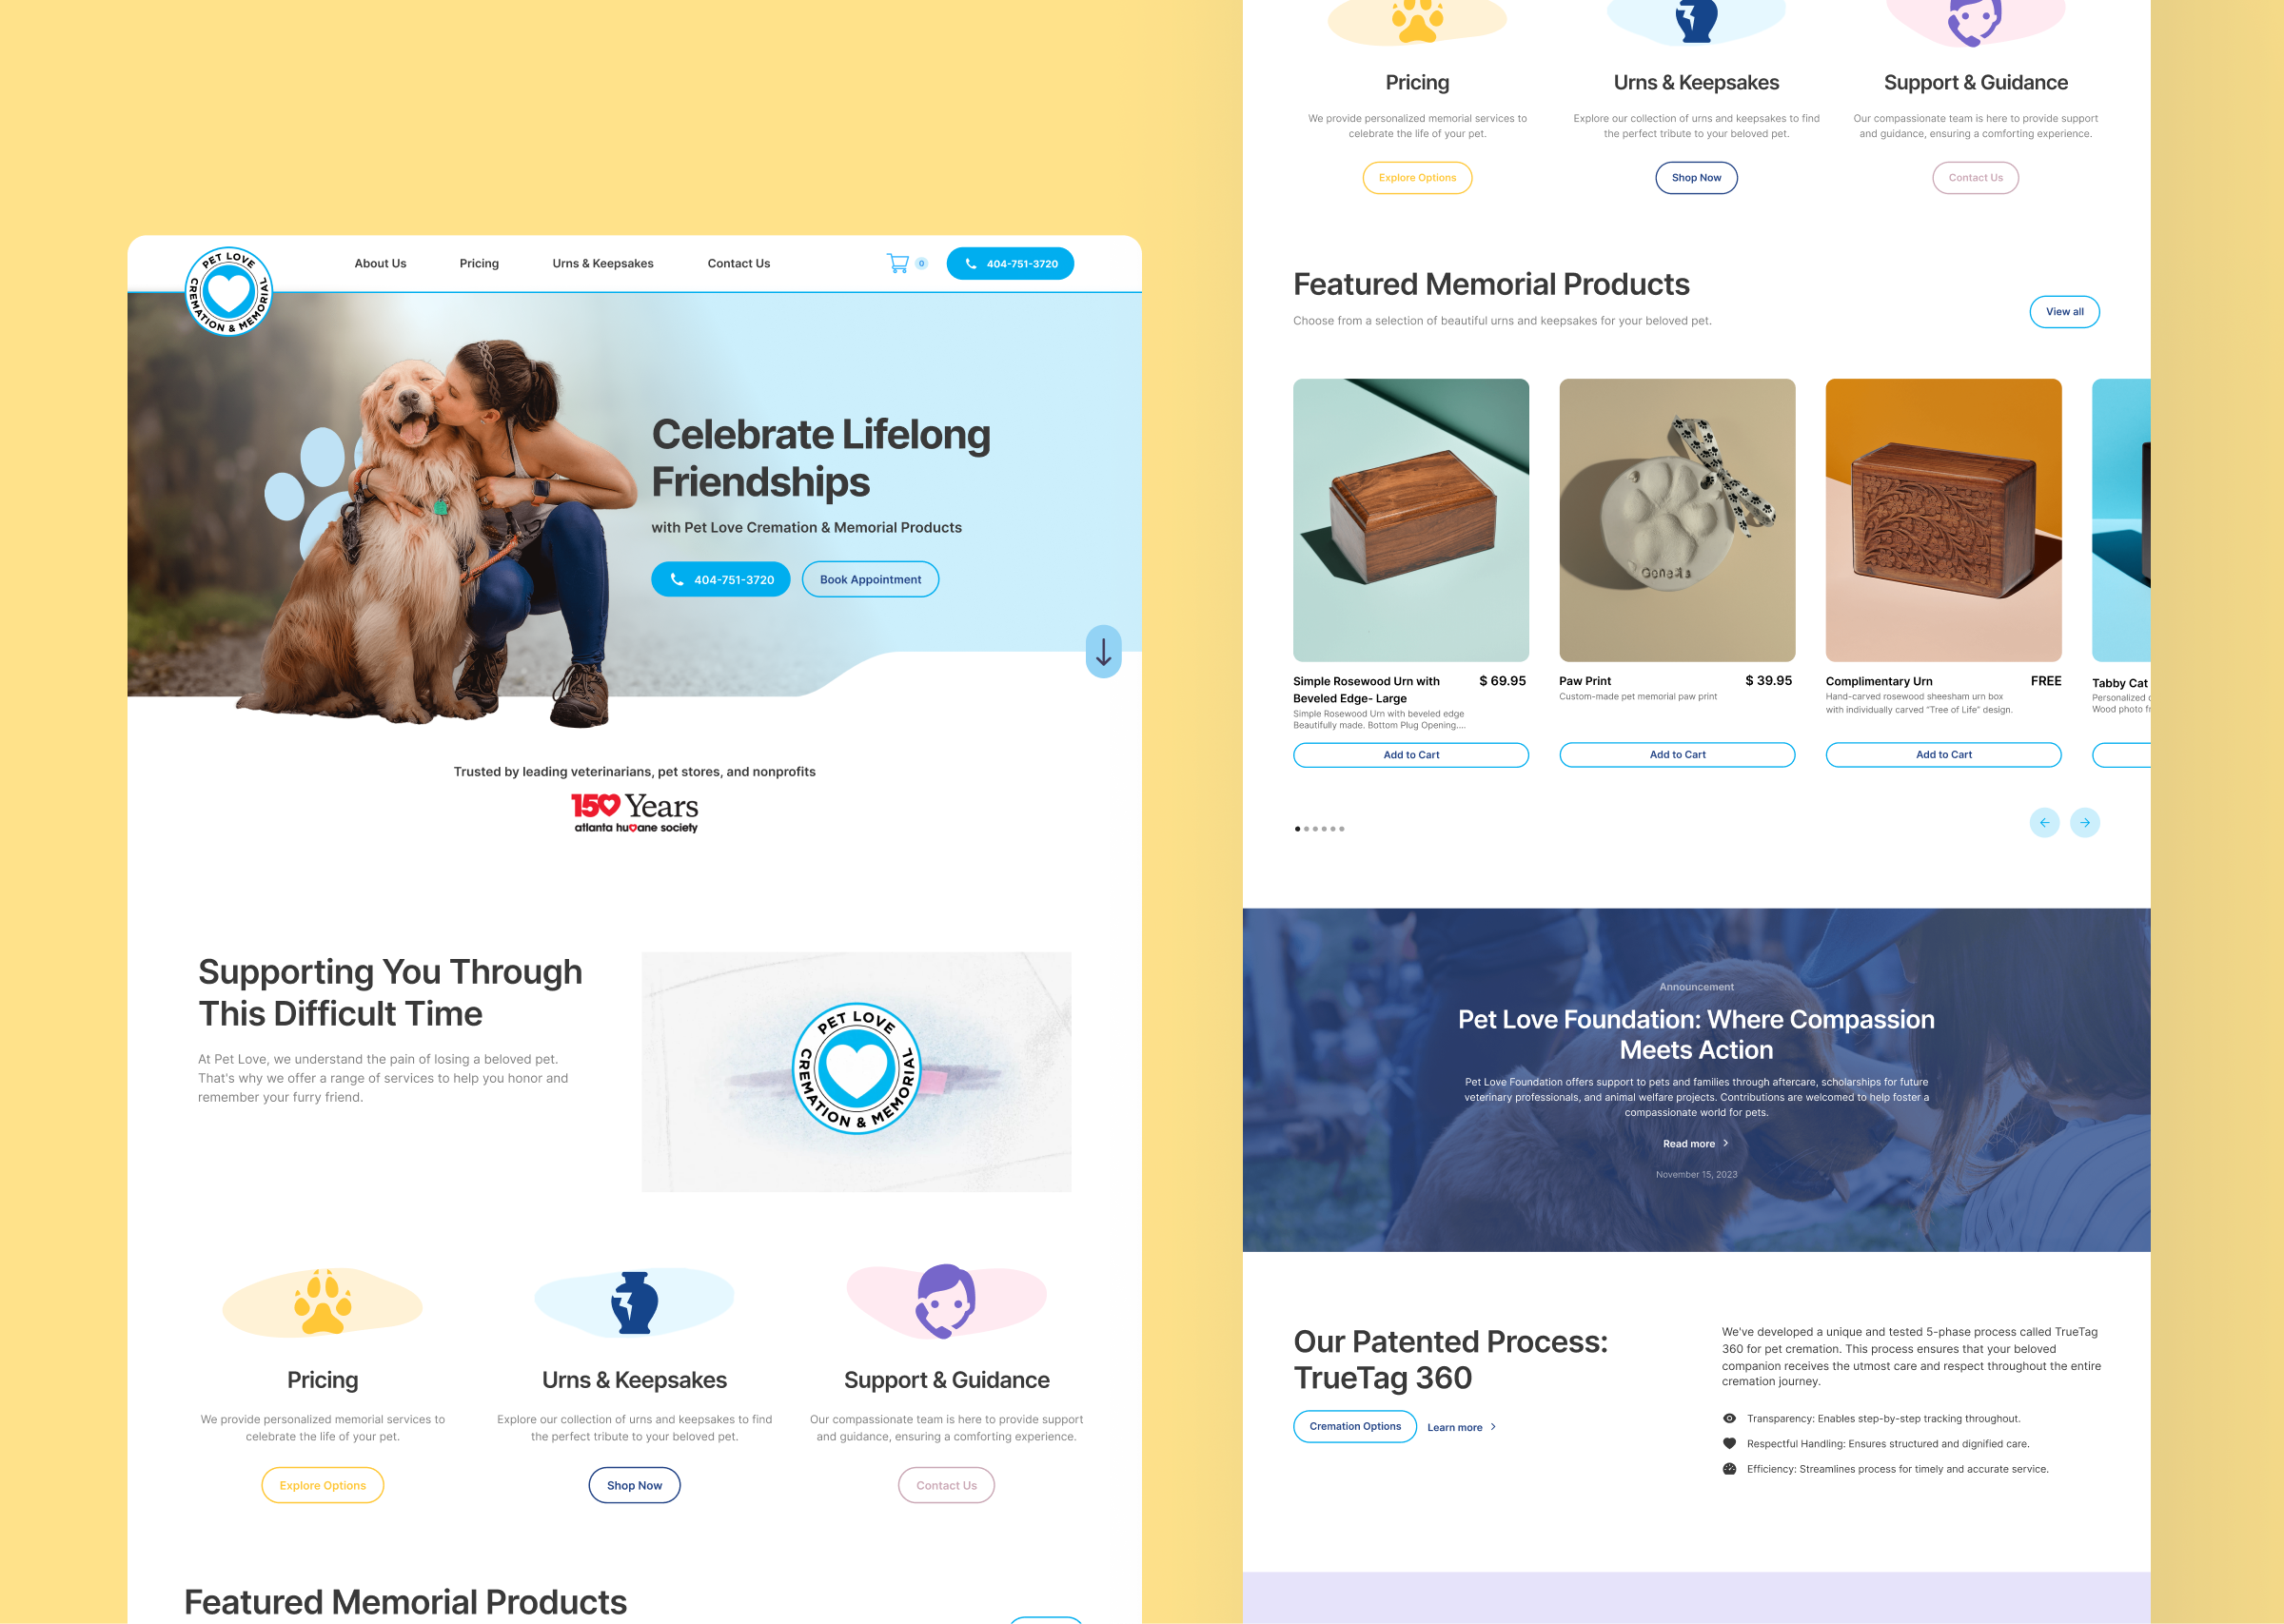 PET LOVE
CREMATION & MEMORIAL
About Us
Pricing
Urns & Keepsakes
Contact Us
0
404-751-3720
Celebrate Lifelong
Friendships
with Pet Love Cremation & Memorial Products
404-751-3720
Book Appointment
Trusted by leading veterinarians, pet stores, and nonprofits
150 Years
atlanta humane society
Supporting You Through
This Difficult Time
At Pet Love, we understand the pain of losing a beloved pet.
That's why we offer a range of services to help you honor and
remember your furry friend.
PET LOVE
CREMATION & MEMORIAL
Pricing
We provide personalized memorial services to
celebrate the life of your pet.
Explore Options
Urns & Keepsakes
Explore our collection of urns and keepsakes to find
the perfect tribute to your beloved pet.
Shop Now
Support & Guidance
Our compassionate team is here to provide support
and guidance, ensuring a comforting experience.
Contact Us
Featured Memorial Products
Pricing
We provide personalized memorial services to
celebrate the life of your pet.
Explore Options
Urns & Keepsakes
Explore our collection of urns and keepsakes to find
the perfect tribute to your beloved pet.
Shop Now
Support & Guidance
Our compassionate team is here to provide support
and guidance, ensuring a comforting experience.
Contact Us
Featured Memorial Products
Choose from a selection of beautiful urns and keepsakes for your beloved pet.
View all
Simple Rosewood Urn with
Beveled Edge- Large
$ 69.95
Simple Rosewood Urn with beveled edge
Beautifully made. Bottom Plug Opening....
Add to Cart
Paw Print
$ 39.95
Custom-made pet memorial paw print
Add to Cart
Complimentary Urn
FREE
Hand-carved rosewood sheesham urn box
with individually carved "Tree of Life" design.
Add to Cart
Tabby Cat
Personalized
Wood photo
Announcement
Pet Love Foundation: Where Compassion
Meets Action
Pet Love Foundation offers support to pets and families through aftercare, scholarships for future
veterinary professionals, and animal welfare projects. Contributions are welcomed to help foster a
compassionate world for pets.
Read more
November 15, 2023
Our Patented Process:
TrueTag 360
Cremation Options
Learn more
We've developed a unique and tested 5-phase process called TrueTag
360 for pet cremation. This process ensures that your beloved
companion receives the utmost care and respect throughout the entire
cremation journey.
Transparency: Enables step-by-step tracking throughout.
Respectful Handling: Ensures structured and dignified care.
Efficiency: Streamlines process for timely and accurate service.